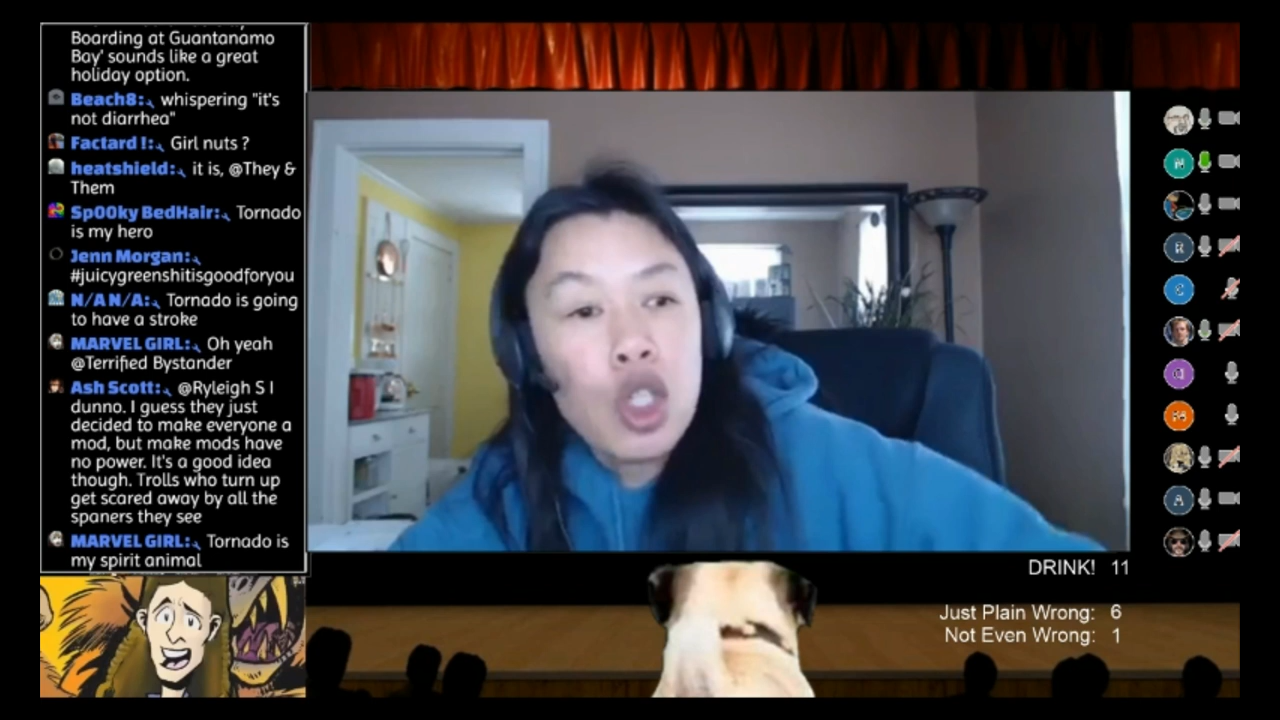 Boarding at Guantanamo
Bay' sounds like a great
holiday option.
Beach8: whispering "it's
not diarrhea"
Factard !: Girl nuts ?
heatshield: it is, @They &
Them
Sp00ky BedHair: Tornado
is my hero
Jenn Morgan:
#juicygreenshitisgoodforyou
N/A N/A: Tornado is going
to have a stroke
MARVEL GIRL: Oh yeah
@Terrified Bystander
Ash Scott: @Ryleigh S I
dunno. I guess they just
decided to make everyone a
mod, but make mods have
no power. It's a good idea
though. Trolls who turn up
get scared away by all the
spaners they see
MARVEL GIRL: Tornado is
my spirit animal
N
R
C
A
DRINK! 11
Just Plain Wrong: 6
Not Even Wrong: 1